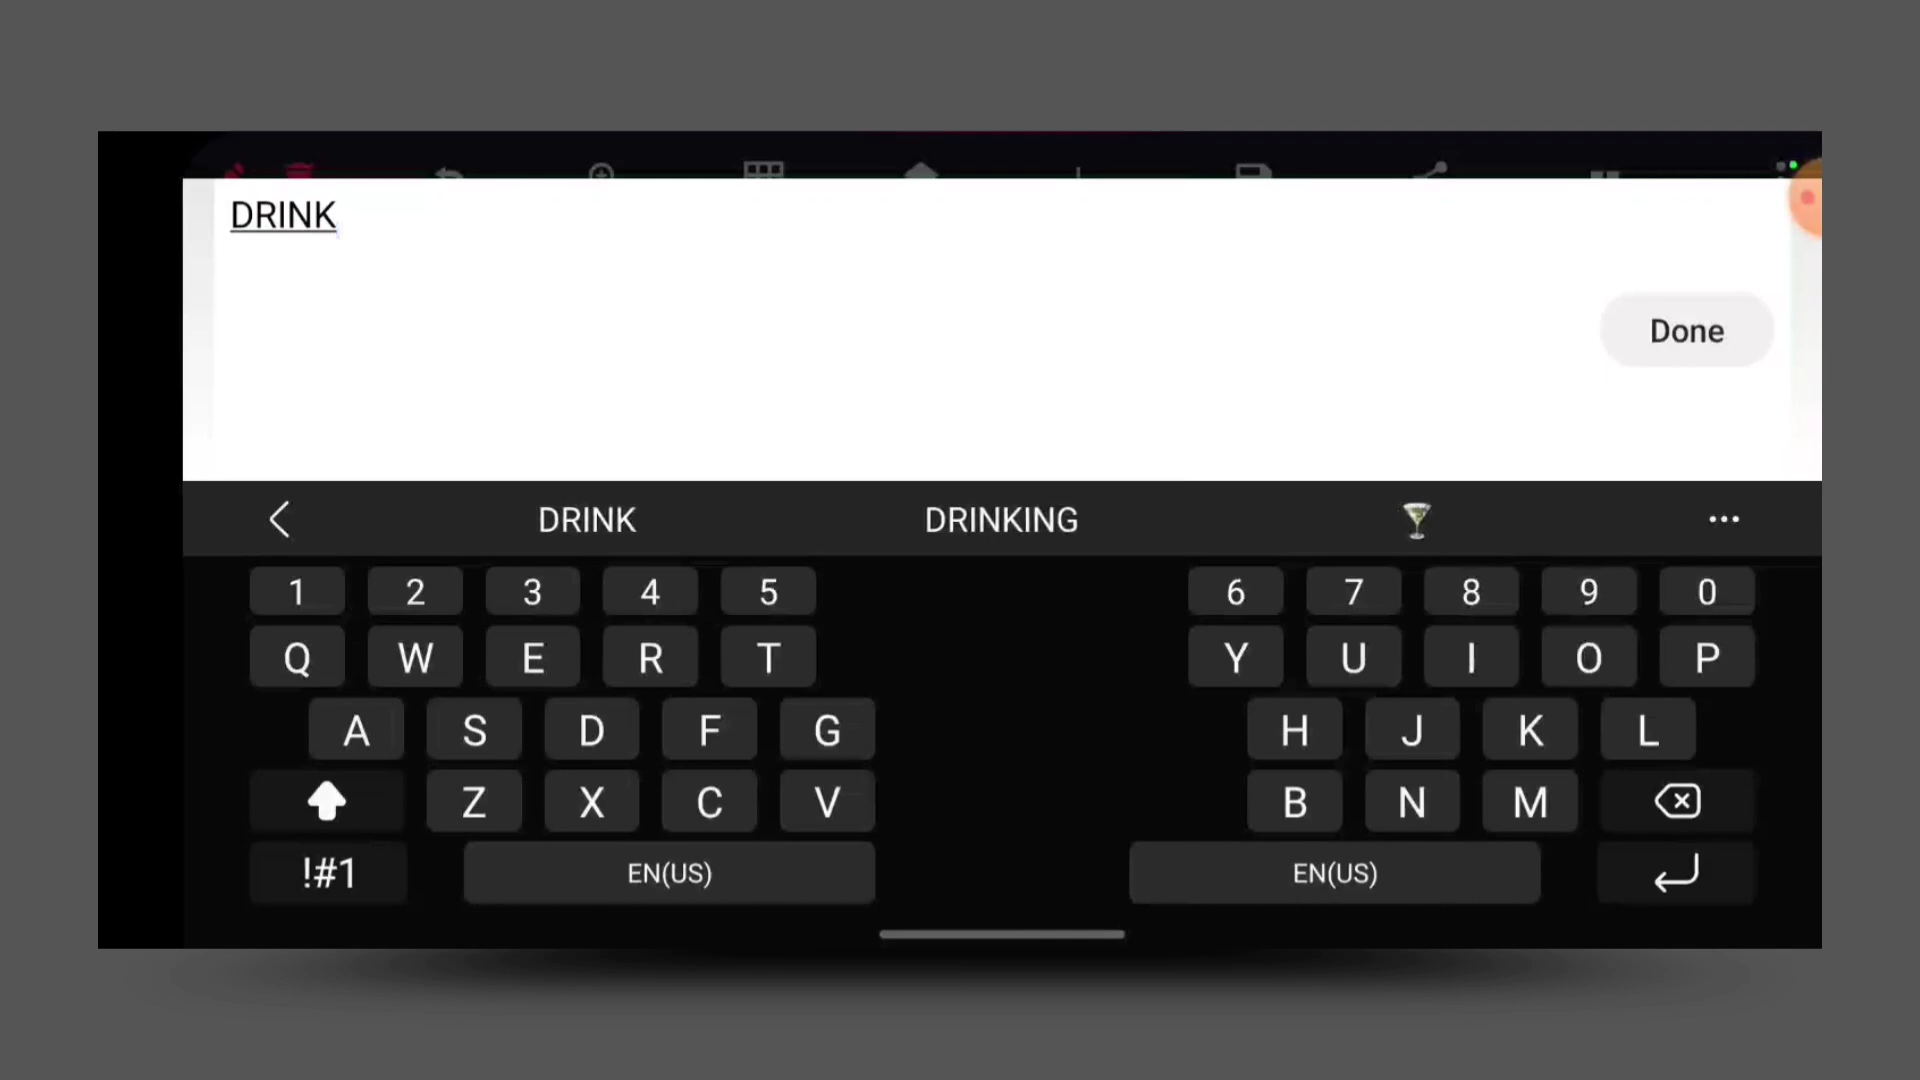 DRINK
Done
DRINK DRINKING
1 2 3 4 5 6 7 8 9 0
Q W E R T Y U I O P
A S D F G H J K L
Z X C V B N M
!#1 EN(US) EN(US)